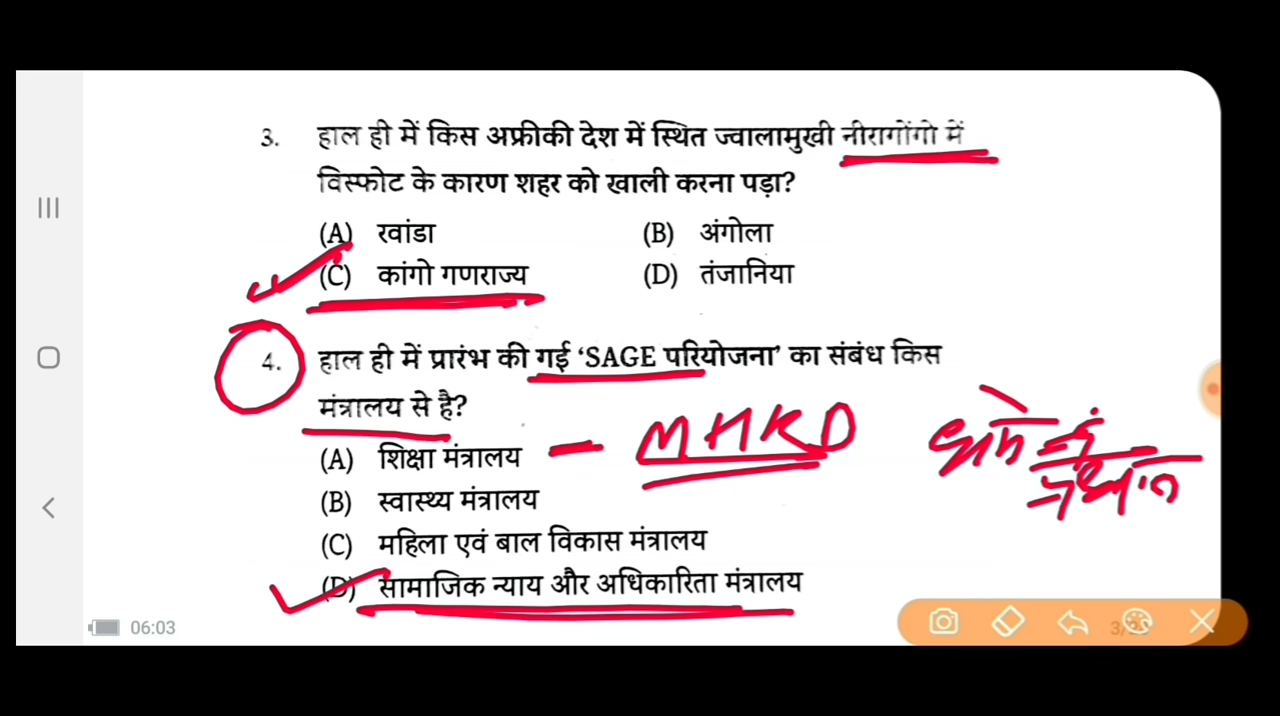 3. हाल ही में किस अफ्रीकी देश में स्थित ज्वालामुखी नीरागोंगो में
विस्फोट के कारण शहर को खाली करना पड़ा?
(A) रवांडा (B) अंगोला
(C) कांगो गणराज्य (D) तंजानिया
4. हाल ही में प्रारंभ की गई ‘SAGE परियोजना’ का संबंध किस
मंत्रालय से है?
(A) शिक्षा मंत्रालय – MHRD
(B) स्वास्थ्य मंत्रालय
(C) महिला एवं बाल विकास मंत्रालय
(D) सामाजिक न्याय और अधिकारिता मंत्रालय
06:03